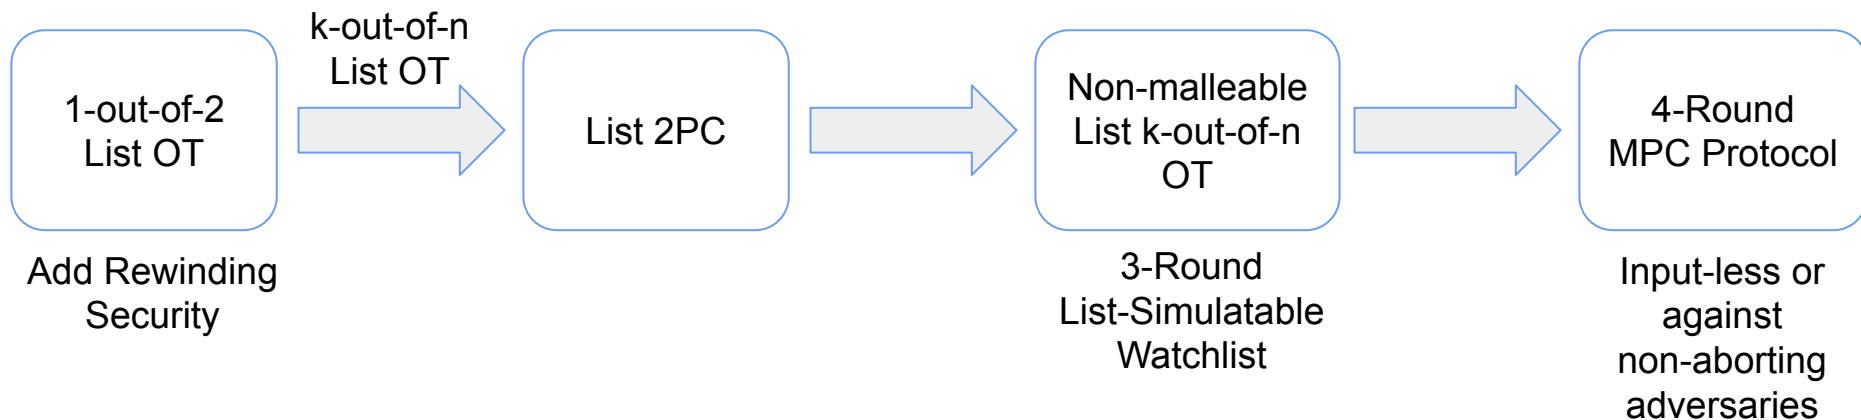 k-out-of-n
List OT
1-out-of-2
List OT
List 2PC
Non-malleable
List k-out-of-n
OT
4-Round
MPC Protocol
Add Rewinding
Security
3-Round
List-Simulatable
Watchlist
Input-less or
against
non-aborting
adversaries